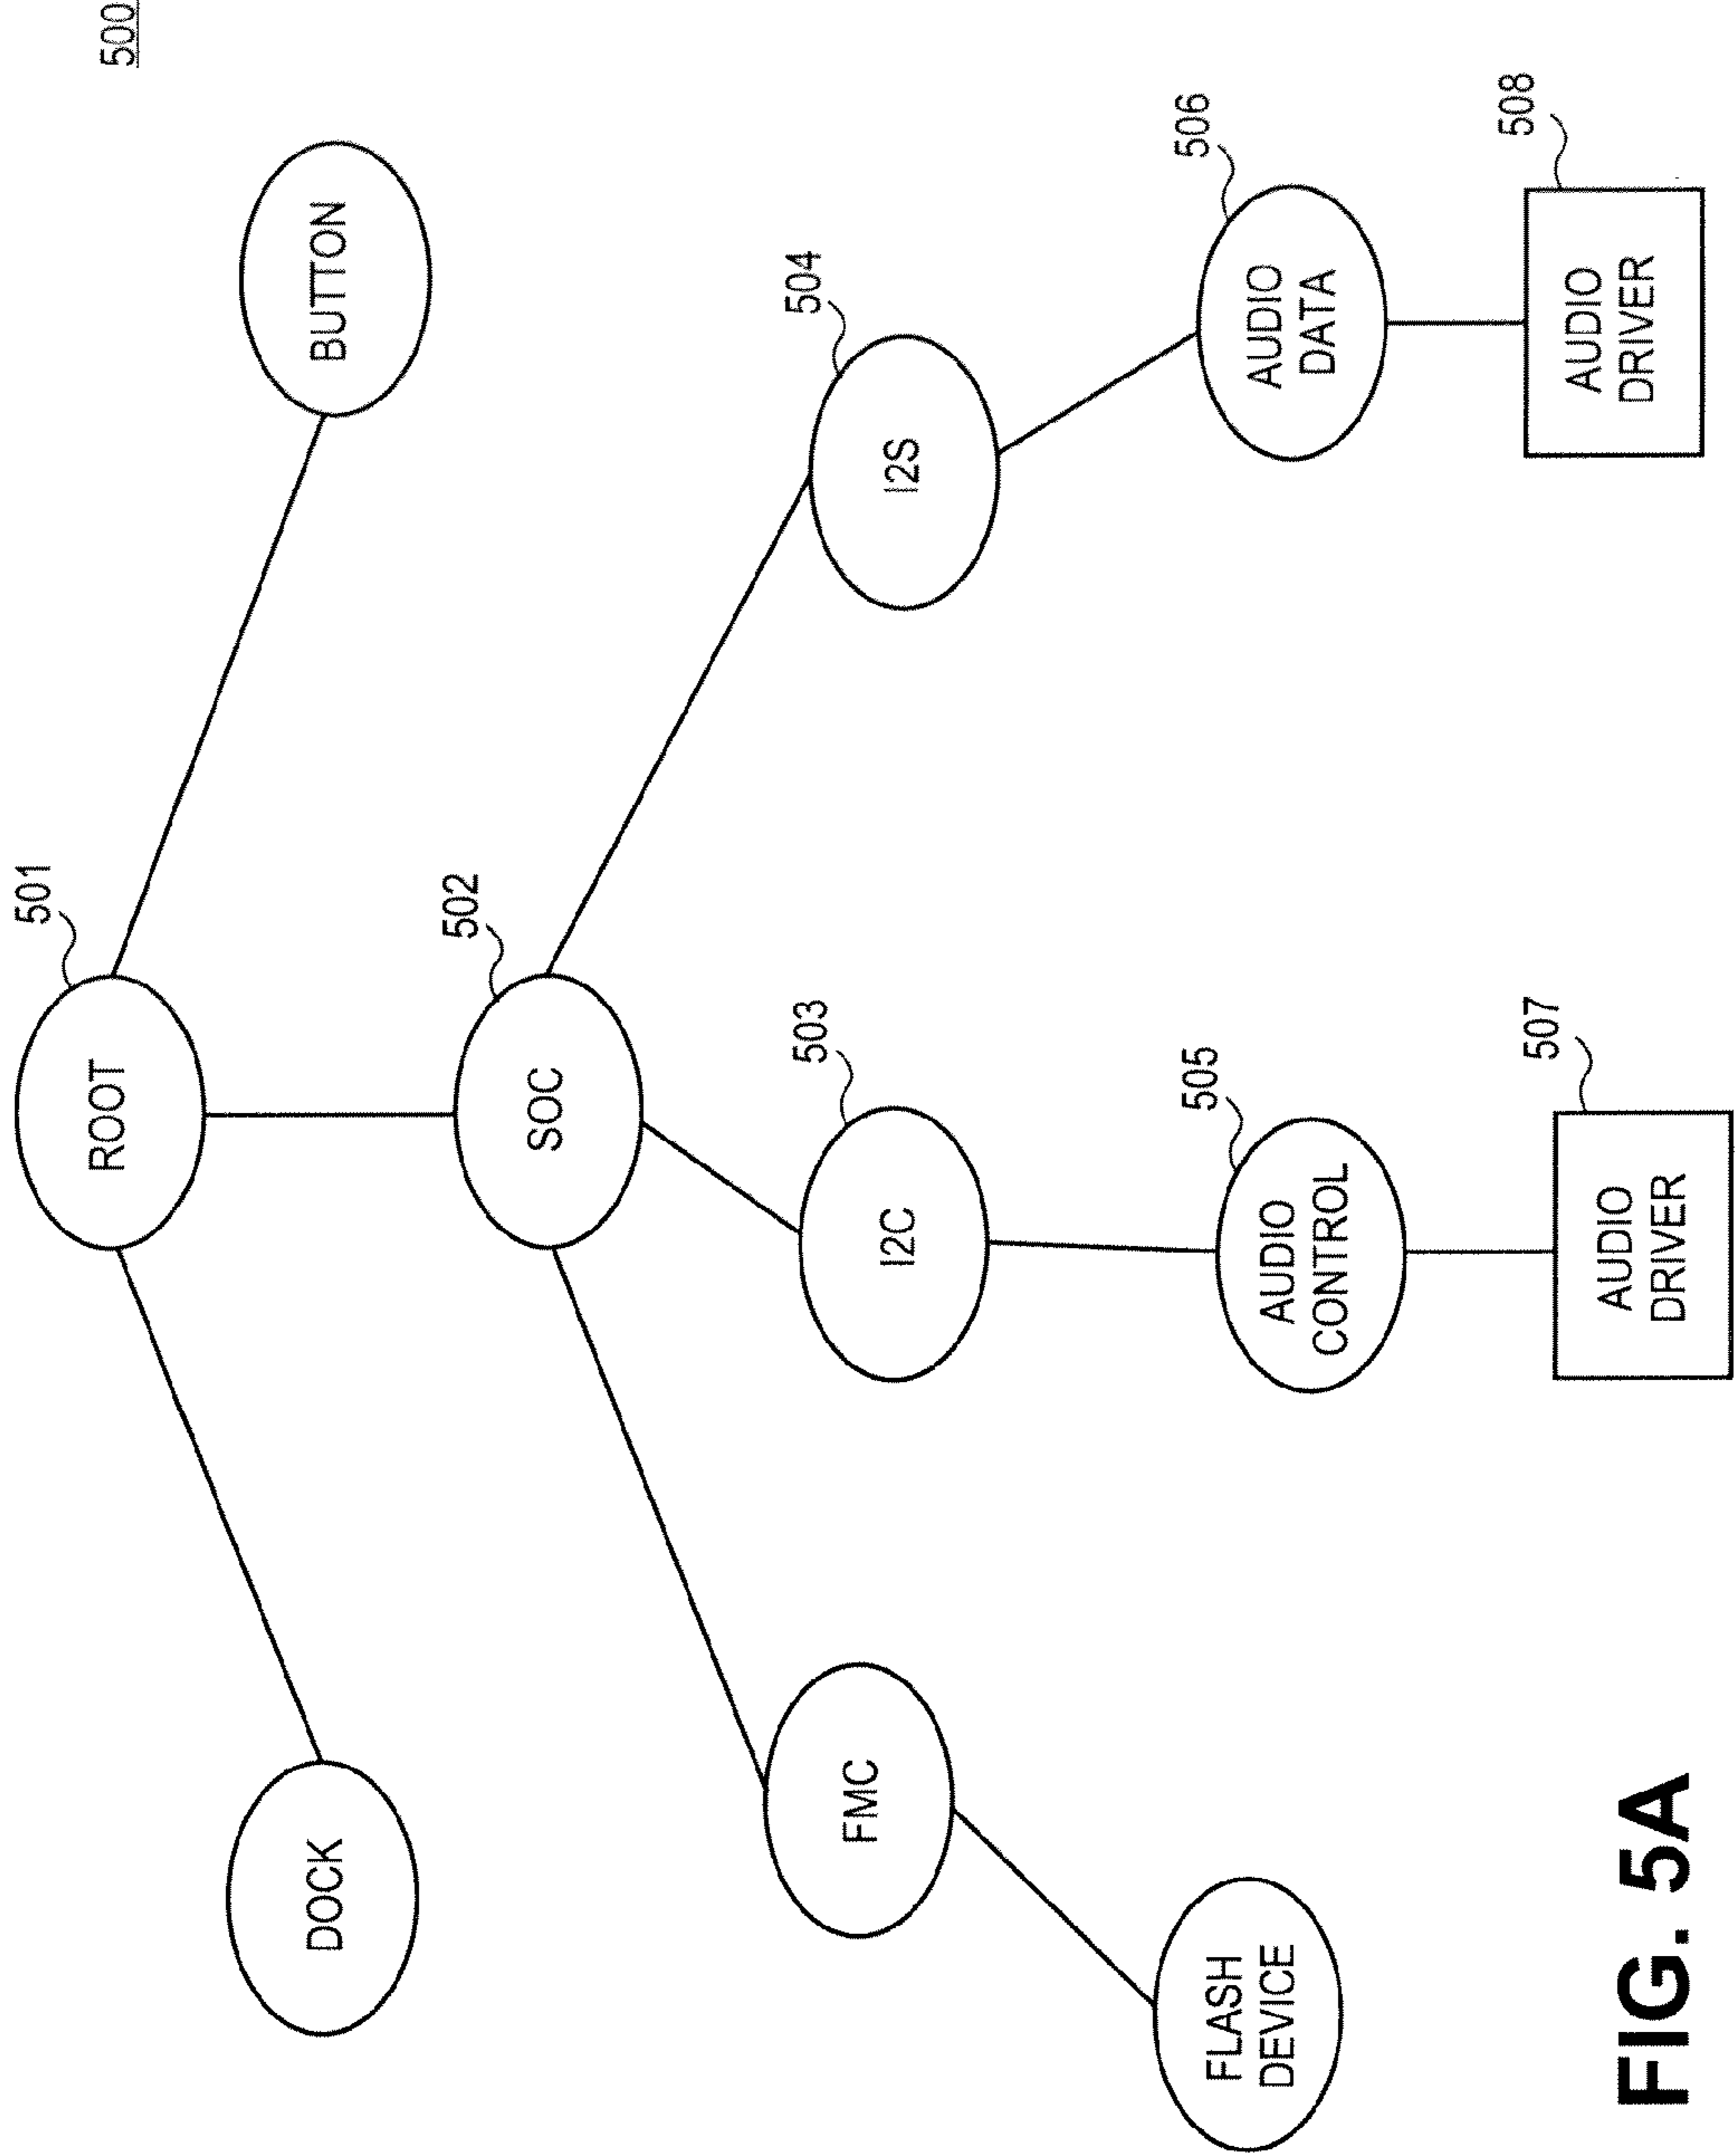 500
501
ROOT
DOCK
BUTTON
502
SOC
503
504
FMC
I2C
I2S
505
506
FLASH
DEVICE
AUDIO
CONTROL
AUDIO
DATA
507
508
AUDIO
DRIVER
AUDIO
DRIVER
FIG. 5A